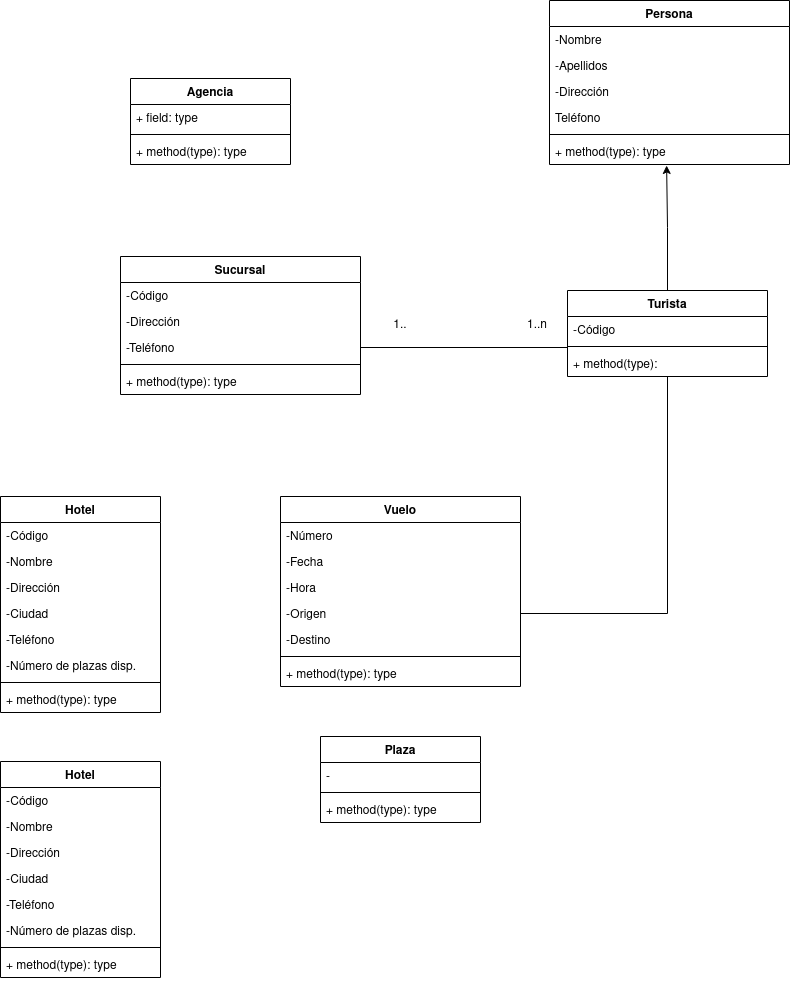 Persona
-Nombre
-Apellidos
-Dirección
Teléfono
+ method(type): type
Agencia
+ field: type
+ method(type): type
Sucursal
-Código
-Dirección
-Teléfono
+ method(type): type
1..
1..n
Turista
-Código
+ method(type):
Hotel
-Código
-Nombre
-Dirección
-Ciudad
-Teléfono
-Número de plazas disp.
+ method(type): type
Vuelo
-Número
-Fecha
-Hora
-Origen
-Destino
+ method(type): type
Plaza
-
+ method(type): type
Hotel
-Código
-Nombre
-Dirección
-Ciudad
-Teléfono
-Número de plazas disp.
+ method(type): type